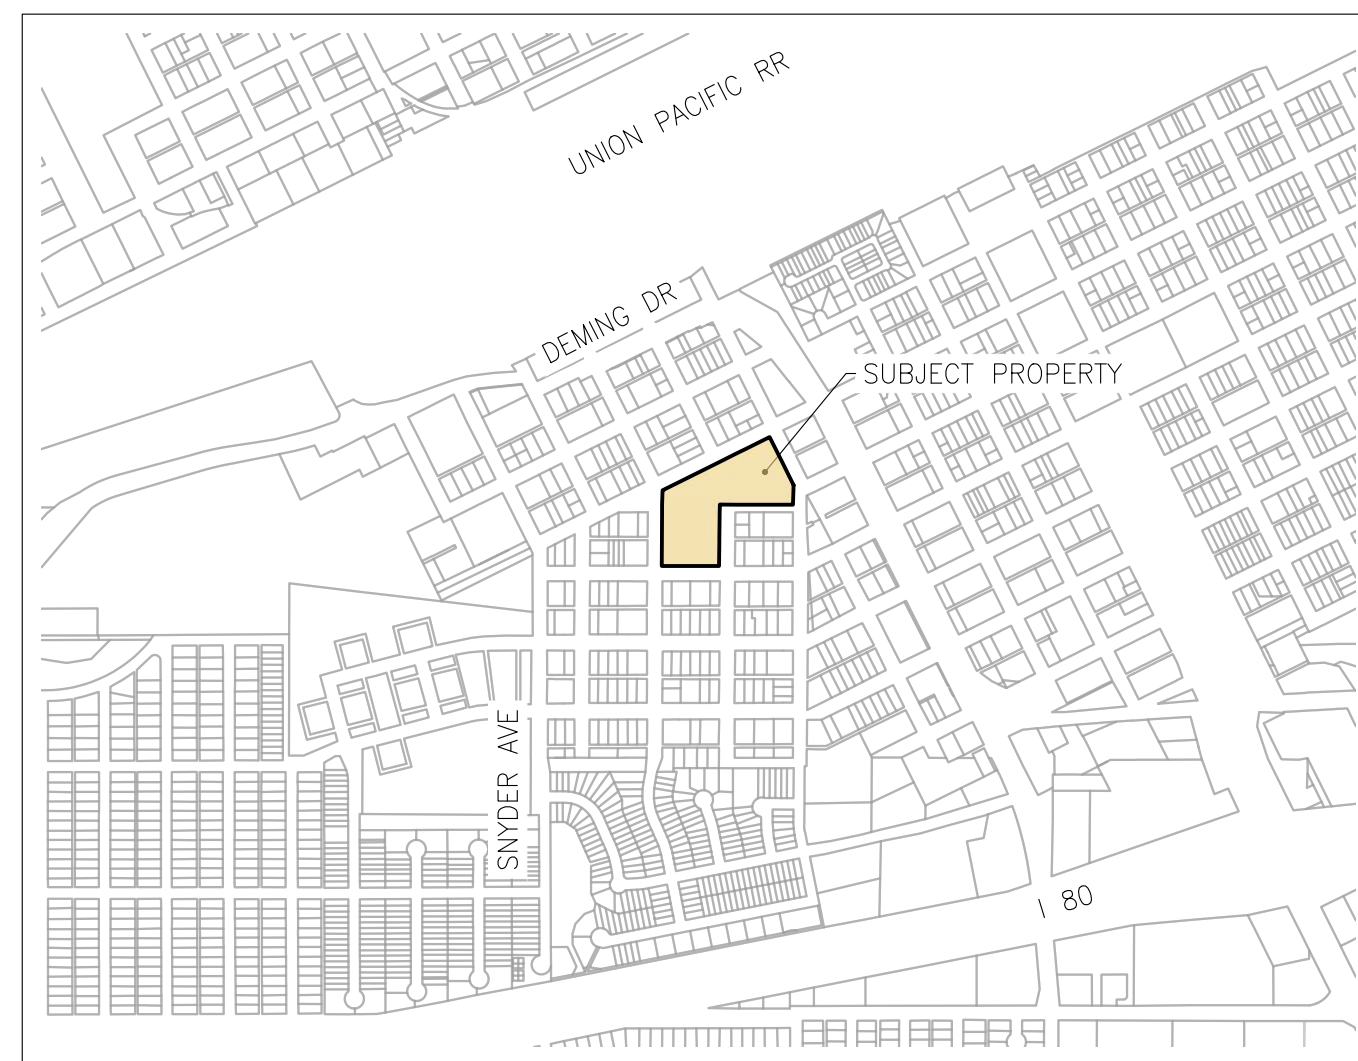 UNION PACIFIC RR
DEMING DR
SUBJECT PROPERTY
SNYDER AVE
I 80